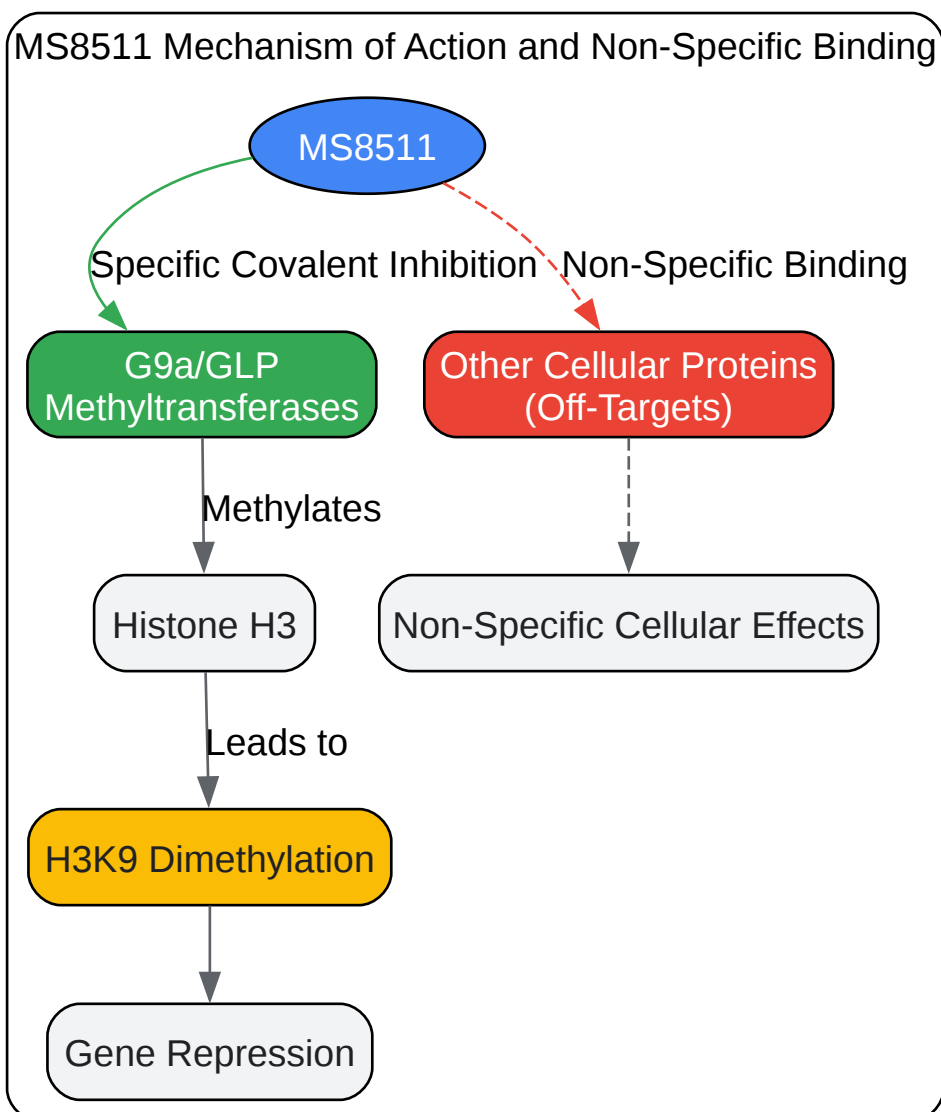 MS8511 Mechanism of Action and Non-Specific Binding
MS8511
Specific Covalent Inhibition
Non-Specific Binding
G9a/GLP
Methyltransferases
Other Cellular Proteins
(Off-Targets)
Methylates
Histone H3
Non-Specific Cellular Effects
Leads to
H3K9 Dimethylation
Gene Repression